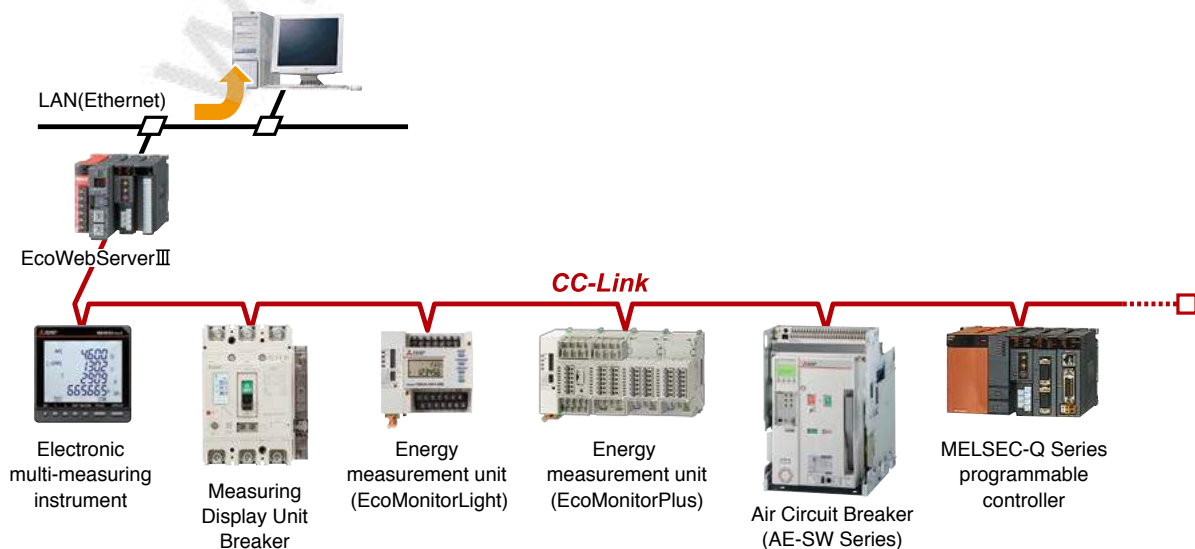 LAN(Ethernet)
EcoWebServerⅢ
CC-Link
Electronic
multi-measuring
instrument
Measuring
Display Unit
Breaker
Energy
measurement unit
(EcoMonitorLight)
Energy
measurement unit
(EcoMonitorPlus)
Air Circuit Breaker
(AE-SW Series)
MELSEC-Q Series
programmable
controller